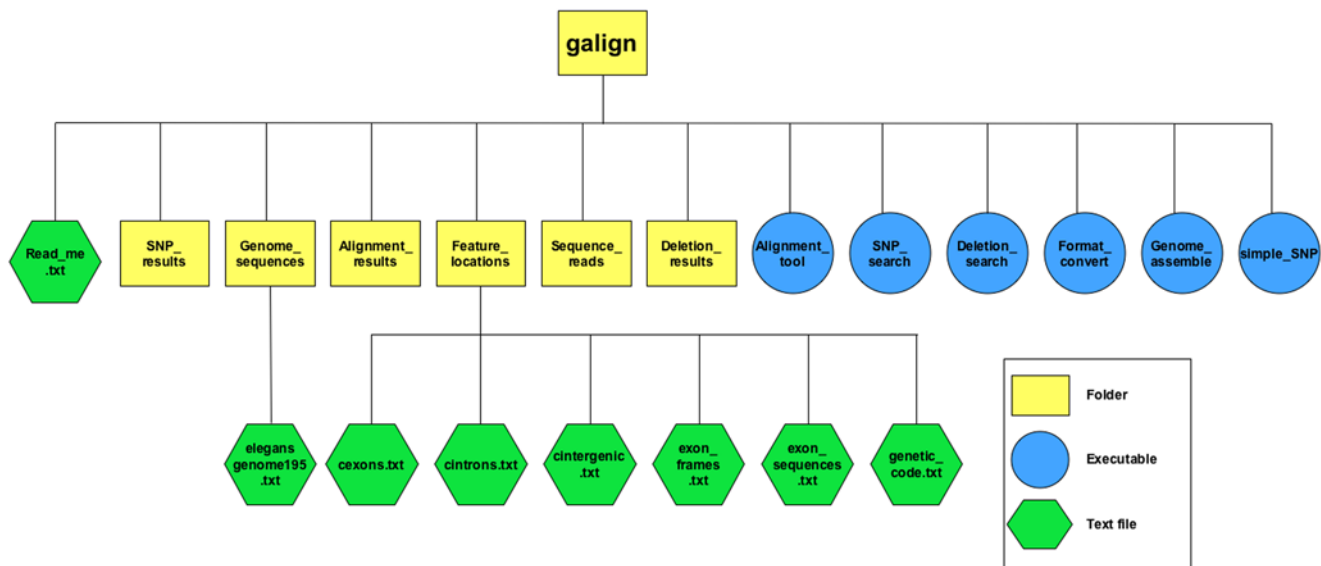 galign
Read_me
.txt
SNP_
results
Genome_
sequences
Alignment_
results
Feature_
locations
Sequence_
reads
Deletion_
results
Alignment_
tool
SNP_
search
Deletion_
search
Format_
convert
Genome_
assemble
simple_SNP
elegans
genome195
.txt
cexons.txt
cintrons.txt
cintergenic
.txt
exon_
frames
.txt
exon_
sequences
.txt
genetic_
code.txt
Folder
Executable
Text file